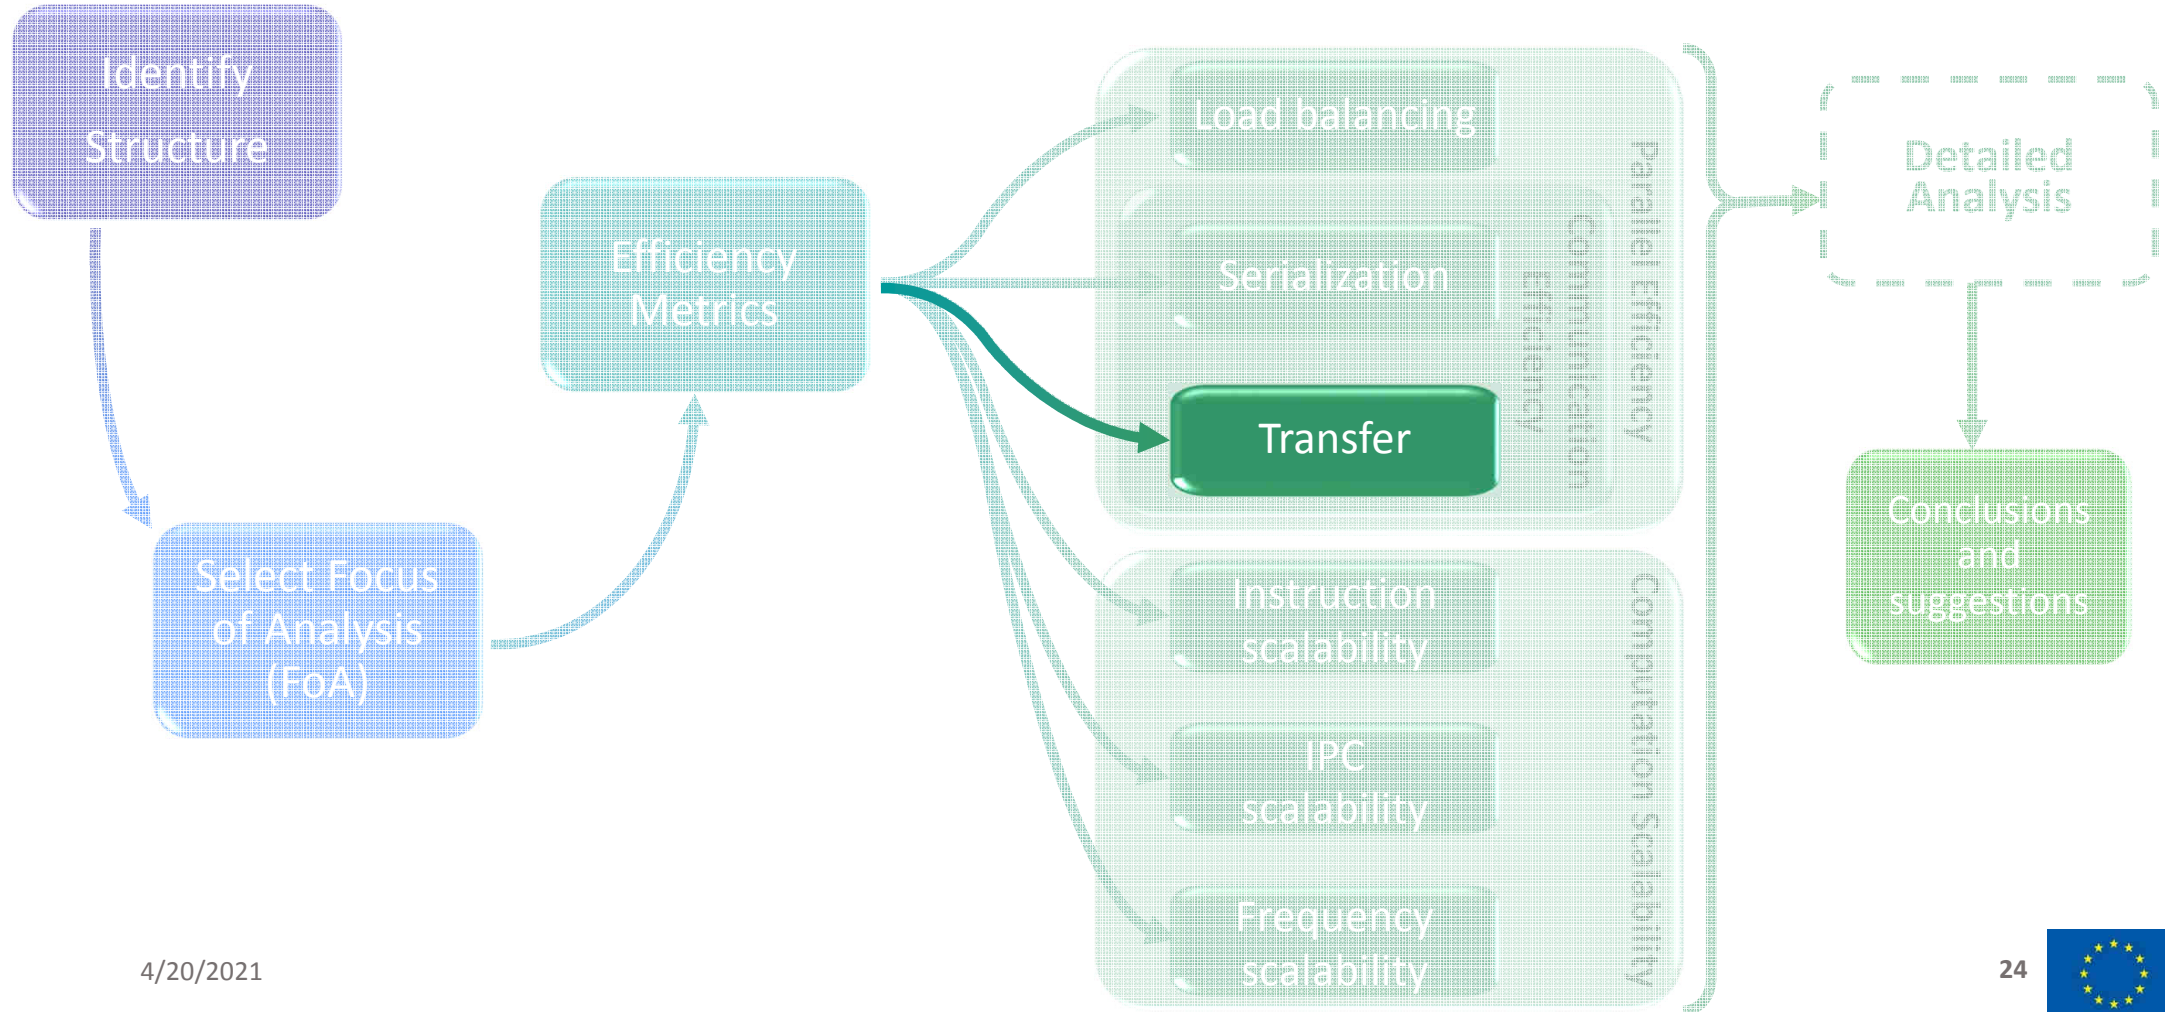 Identify
Structure
Select Focus
of Analysis
(FoA)
Efficiency
Metrics
Load balancing
Serialization
Transfer
Communication
Efficiency
Parallel Efficiency
Instruction
scalability
IPC
scalability
Frequency
scalability
Computation Scalability
Detailed
Analysis
Conclusions
and
suggestions
4/20/2021
24